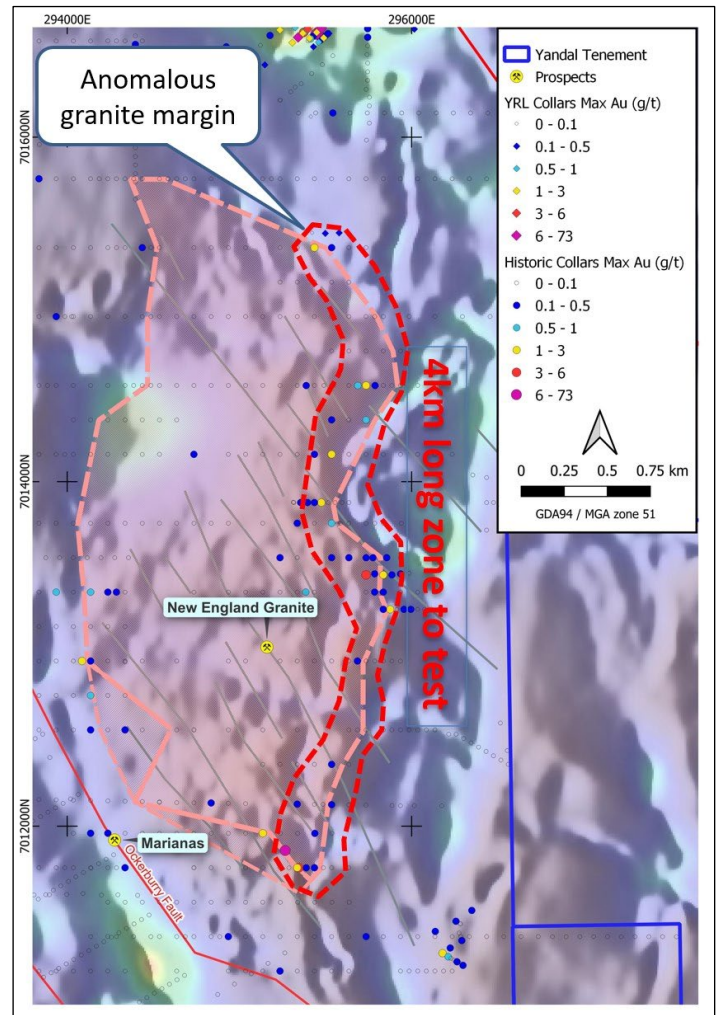 294000E
296000E
Anomalous
granite margin
Yandal Tenement
Prospects
YRL Collars Max Au (g/t)
0 - 0.1
0.1 - 0.5
0.5 - 1
1 - 3
3 - 6
6 - 73
Historic Collars Max Au (g/t)
0 - 0.1
0.1 - 0.5
0.5 - 1
1 - 3
3 - 6
6 - 73
0 0.25 0.5 0.75 km
GDA94 / MGA zone 51
7016000N
7014000N
7012000N
4km long zone to test
New England Granite
Marianas
Ockerburry Fault